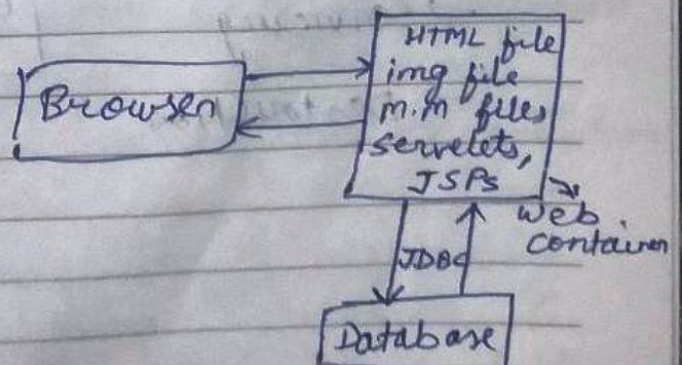 HTML file
img file
m.m files,
servelets,
JSPs
Browser
web
container
JDBC
Database